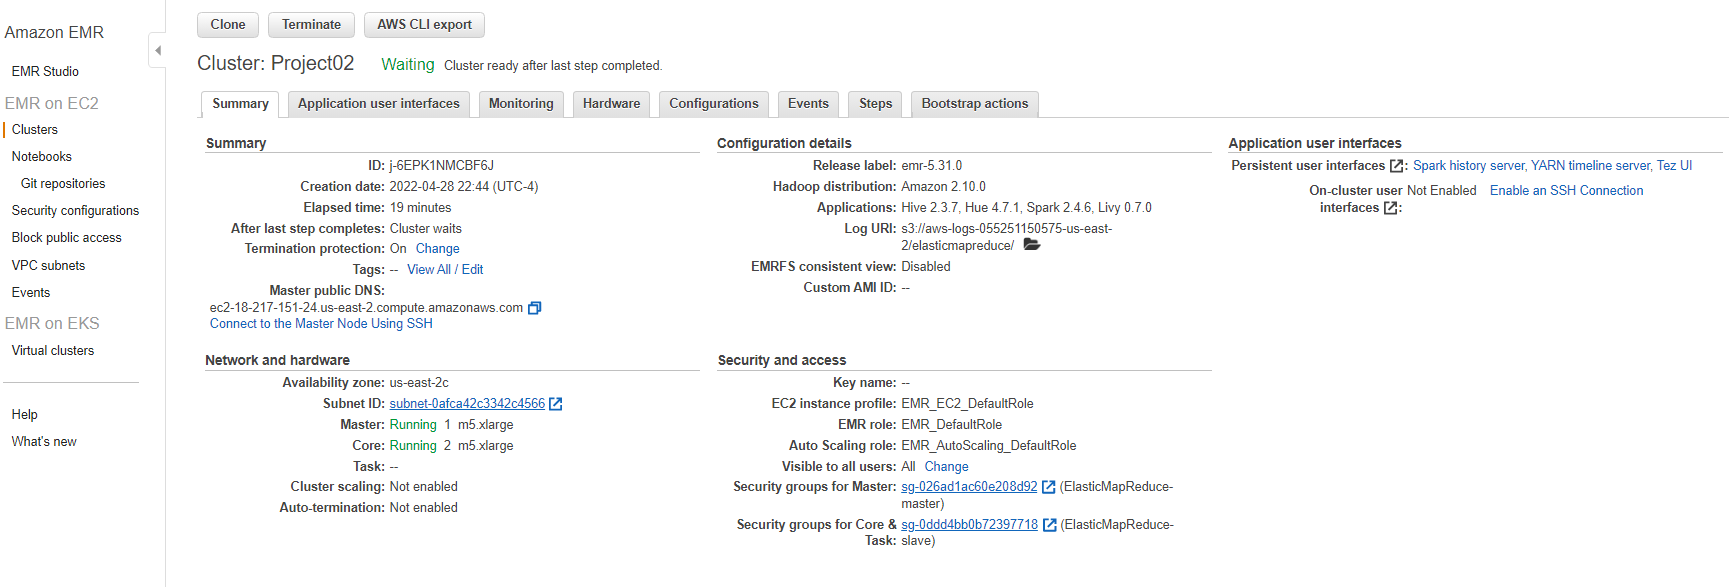 Amazon EMR
EMR Studio
EMR on EC2
Clusters
Notebooks
Git repositories
Security configurations
Block public access
VPC subnets
Events
EMR on EKS
Virtual clusters
Help
What's new
Clone Terminate AWS CLI export
Cluster: Project02 Waiting Cluster ready after last step completed.
Summary Application user interfaces Monitoring Hardware Configurations Events Steps Bootstrap actions
Summary
ID: j-6EPK1NMCBF6J
Creation date: 2022-04-28 22:44 (UTC-4)
Elapsed time: 19 minutes
After last step completes: Cluster waits
Termination protection: On Change
Tags: -- View All / Edit
Master public DNS:
ec2-18-217-151-24.us-east-2.compute.amazonaws.com
Connect to the Master Node Using SSH
Configuration details
Release label: emr-5.31.0
Hadoop distribution: Amazon 2.10.0
Applications: Hive 2.3.7, Hue 4.7.1, Spark 2.4.6, Livy 0.7.0
Log URI: s3://aws-logs-055251150575-us-east-
2/elasticmapreduce/
EMRFS consistent view: Disabled
Custom AMI ID: --
Application user interfaces
Persistent user interfaces : Spark history server, YARN timeline server, Tez UI
On-cluster user Not Enabled Enable an SSH Connection
interfaces :
Network and hardware
Availability zone: us-east-2c
Subnet ID: subnet-0afca42c3342c4566
Master: Running 1 m5.xlarge
Core: Running 2 m5.xlarge
Task: --
Cluster scaling: Not enabled
Auto-termination: Not enabled
Security and access
Key name: --
EC2 instance profile: EMR_EC2_DefaultRole
EMR role: EMR_DefaultRole
Auto Scaling role: EMR_AutoScaling_DefaultRole
Visible to all users: All Change
Security groups for Master: sg-026ad1ac60e208d92 (ElasticMapReduce-
master)
Security groups for Core & sg-0ddd4bb0b72397718 (ElasticMapReduce-
Task: slave)